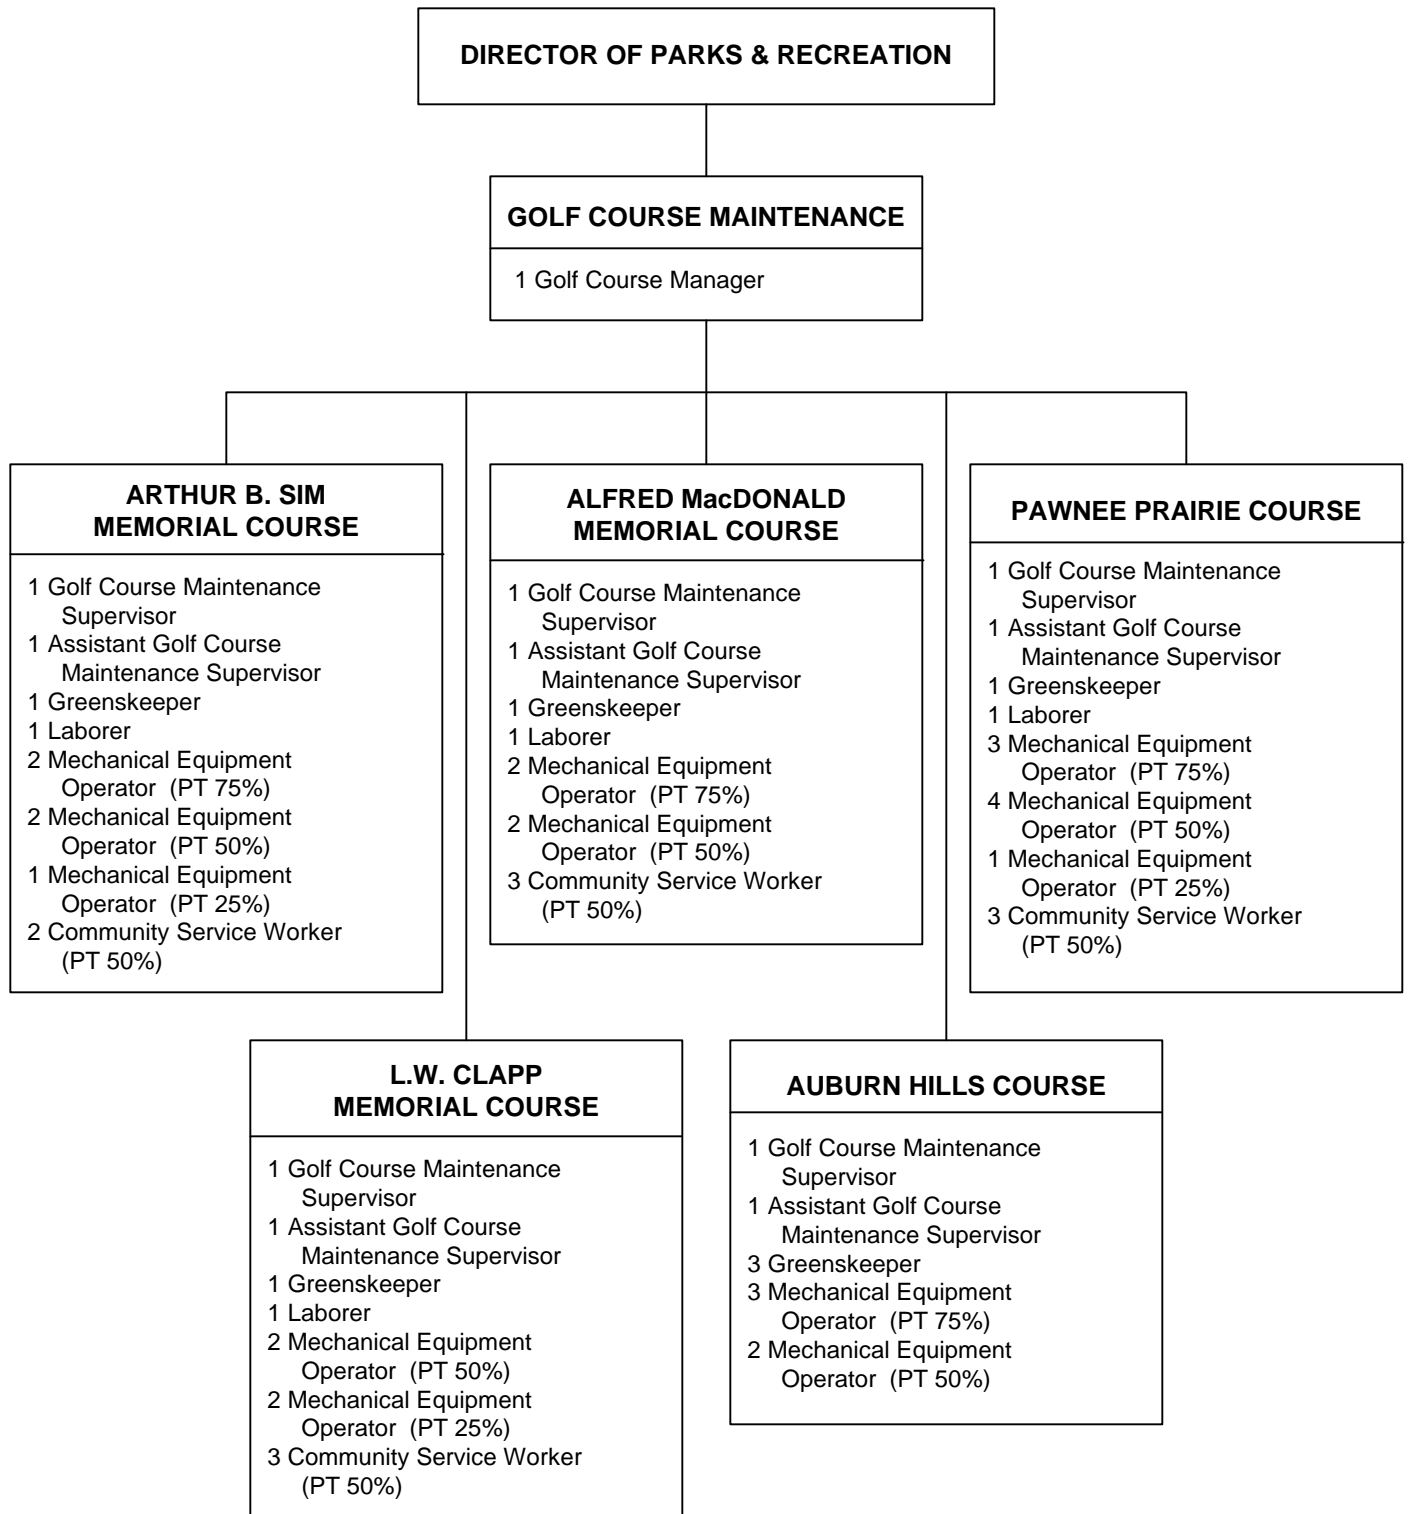 DIRECTOR OF PARKS & RECREATION
GOLF COURSE MAINTENANCE
1 Golf Course Manager
ARTHUR B. SIM
MEMORIAL COURSE
1 Golf Course Maintenance
Supervisor
1 Assistant Golf Course
Maintenance Supervisor
1 Greenskeeper
1 Laborer
2 Mechanical Equipment
Operator (PT 75%)
2 Mechanical Equipment
Operator (PT 50%)
1 Mechanical Equipment
Operator (PT 25%)
2 Community Service Worker
(PT 50%)
ALFRED MacDONALD
MEMORIAL COURSE
1 Golf Course Maintenance
Supervisor
1 Assistant Golf Course
Maintenance Supervisor
1 Greenskeeper
1 Laborer
2 Mechanical Equipment
Operator (PT 75%)
2 Mechanical Equipment
Operator (PT 50%)
3 Community Service Worker
(PT 50%)
PAWNEE PRAIRIE COURSE
1 Golf Course Maintenance
Supervisor
1 Assistant Golf Course
Maintenance Supervisor
1 Greenskeeper
1 Laborer
3 Mechanical Equipment
Operator (PT 75%)
4 Mechanical Equipment
Operator (PT 50%)
1 Mechanical Equipment
Operator (PT 25%)
3 Community Service Worker
(PT 50%)
L.W. CLAPP
MEMORIAL COURSE
1 Golf Course Maintenance
Supervisor
1 Assistant Golf Course
Maintenance Supervisor
1 Greenskeeper
1 Laborer
2 Mechanical Equipment
Operator (PT 50%)
2 Mechanical Equipment
Operator (PT 25%)
3 Community Service Worker
(PT 50%)
AUBURN HILLS COURSE
1 Golf Course Maintenance
Supervisor
1 Assistant Golf Course
Maintenance Supervisor
3 Greenskeeper
3 Mechanical Equipment
Operator (PT 75%)
2 Mechanical Equipment
Operator (PT 50%)